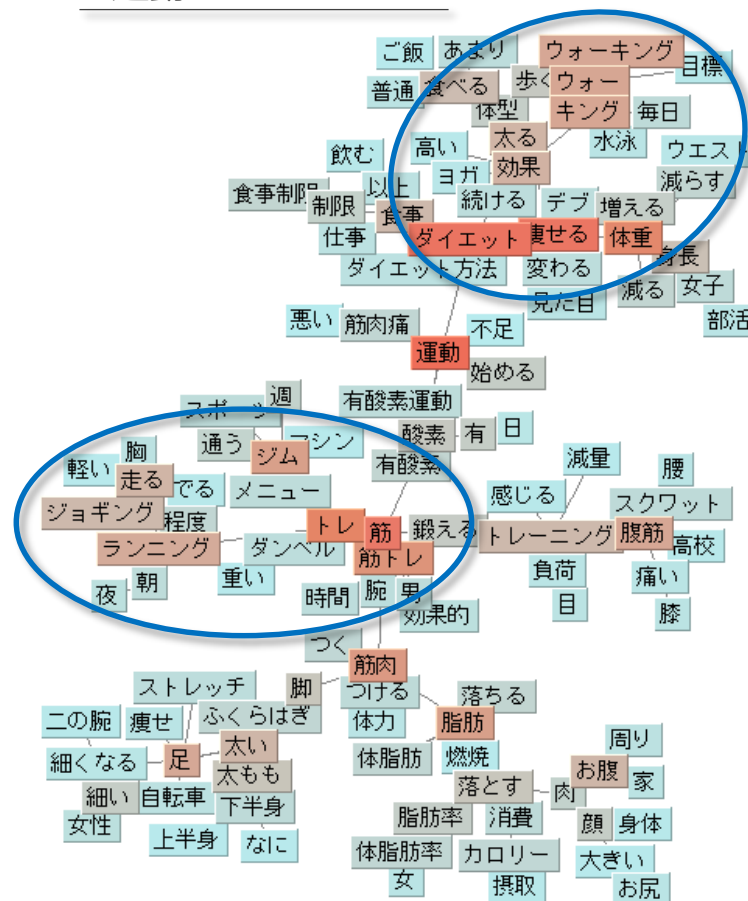 ご飯 あまり ウォーキング
普通 食べる 歩く ウォー 目標
体型 キング 毎日
高い 太る 水泳 ウエスト
飲む ヨガ 効果 減らす
食事制限 以上 続ける デブ 増える
制限 食事
仕事 ダイエット 痩せる 体重
ダイエット方法 変わる 身長
見た目 減る 女子
悪い 筋肉痛 不足 部活
運動
始める
有酸素運動
スポーツ 週 酸素 有 日
通う ジム マシン 有酸素
軽い 胸 減量 腰
走る でる メニュー 感じる スクワット
ジョギング 程度 トレ 筋 鍛える トレーニング 腹筋
ランニング ダンベル 筋トレ 高校
夜 朝 重い 負荷 痛い
時間 腕 男 目 膝
効果的
つく 筋肉
ストレッチ 脚 つける 落ちる
二の腕 痩せ ふくらはぎ 体力 脂肪
細くなる 足 太い 体脂肪 燃焼 周り
太もも お腹
細い 自転車 下半身 落とす 肉 家
女性 脂肪率 消費 顔 身体
上半身 なに 体脂肪率 カロリー 大きい
女 摂取 お尻